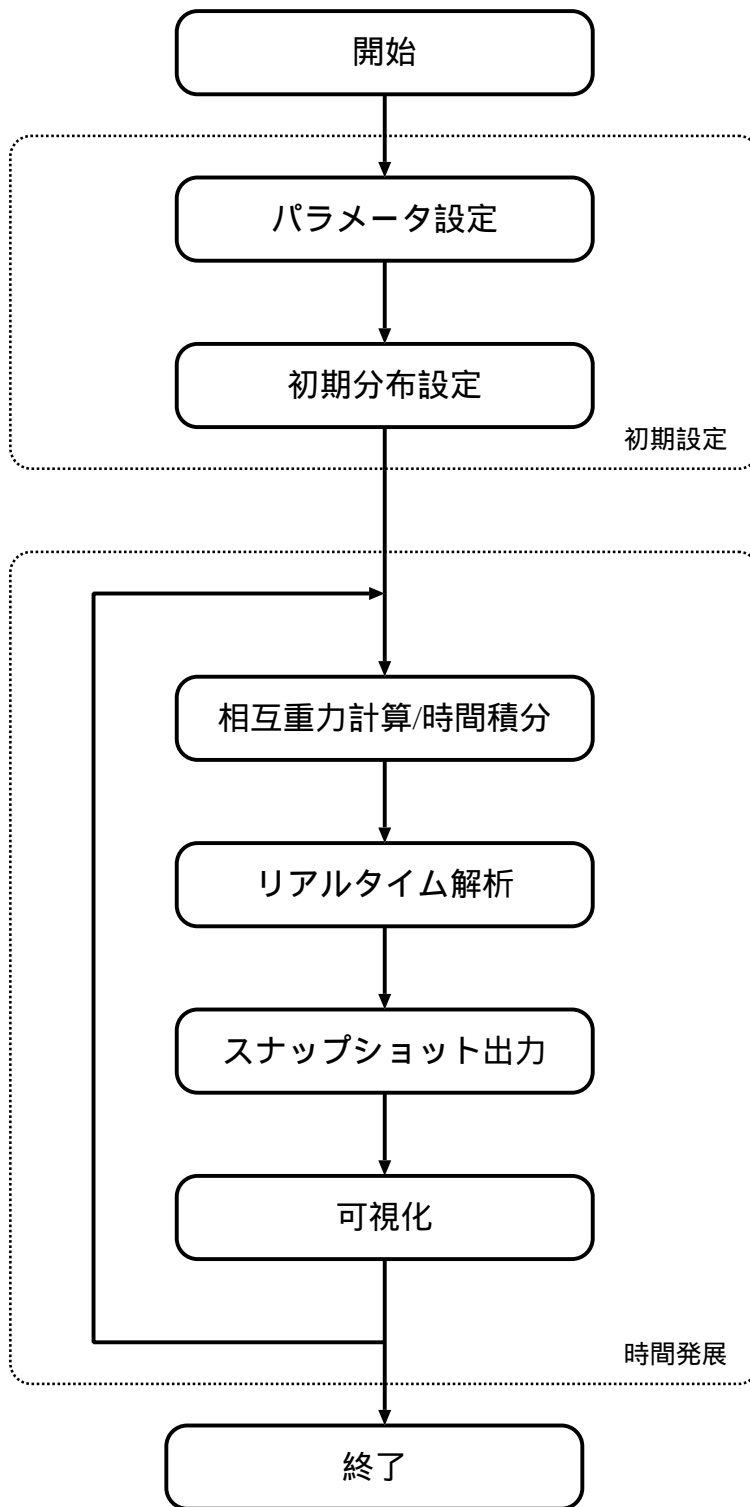 開始
パラメータ設定
初期分布設定
初期設定
相互重力計算/時間積分
リアルタイム解析
スナップショット出力
可視化
時間発展
終了